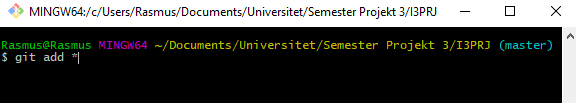 MINGW64:/c/Users/Rasmus/Documents/Universitet/Semester Projekt 3/I3PRJ
Rasmus@Rasmus MINGW64 ~/Documents/Universitet/Semester Projekt 3/I3PRJ (master)
$ git add *